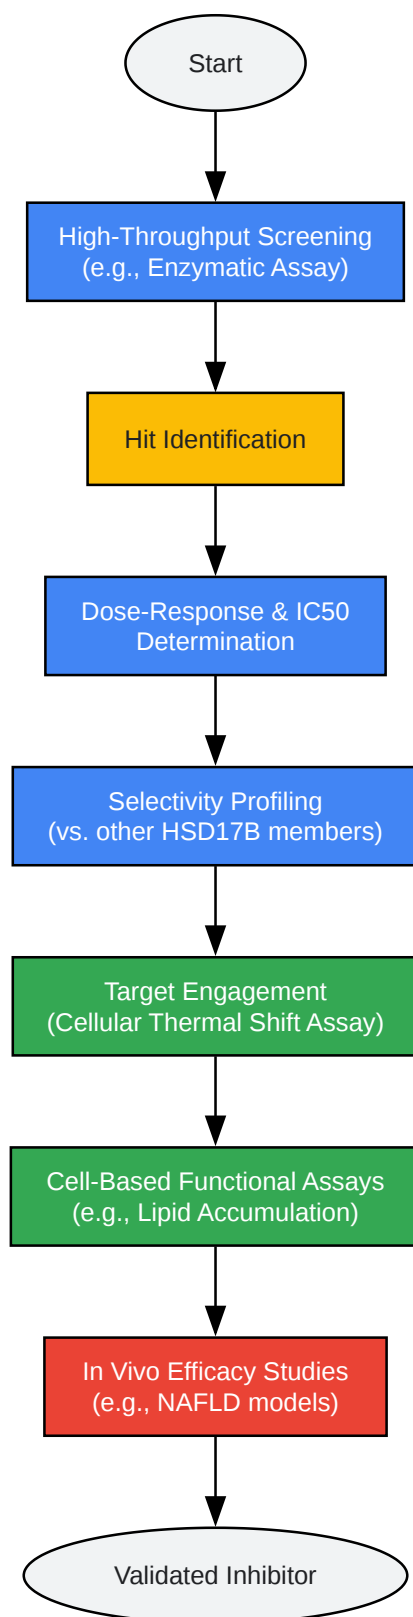 Start
High-Throughput Screening
(e.g., Enzymatic Assay)
Hit Identification
Dose-Response & IC50
Determination
Selectivity Profiling
(vs. other HSD17B members)
Target Engagement
(Cellular Thermal Shift Assay)
Cell-Based Functional Assays
(e.g., Lipid Accumulation)
In Vivo Efficacy Studies
(e.g., NAFLD models)
Validated Inhibitor